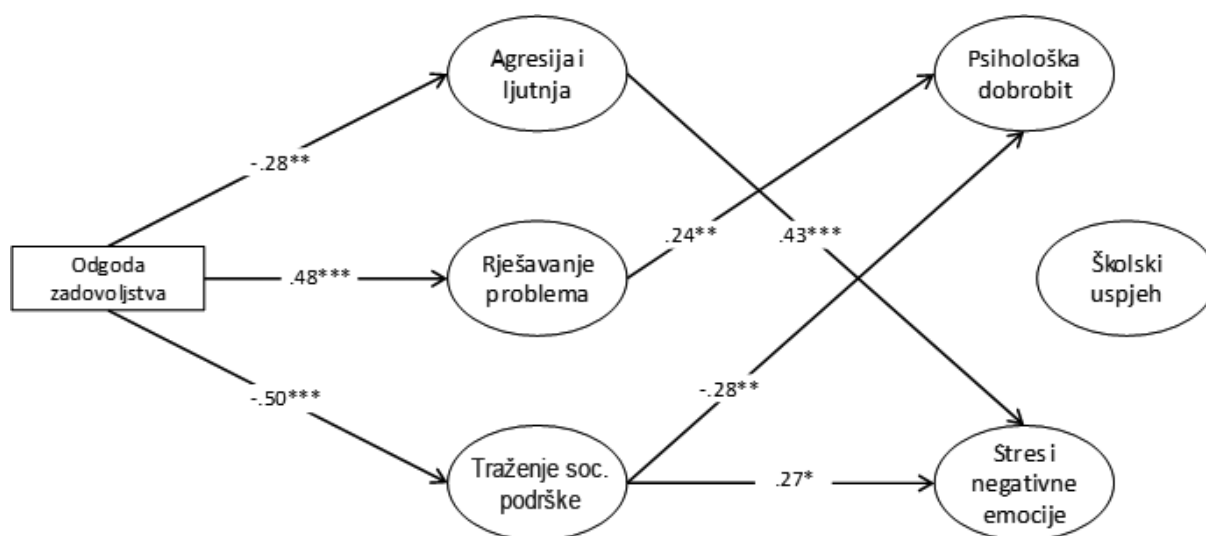 Agresija i
ljutnja
Psihološka
dobrobit
-.28**
Odgoda
zadovoljstva
.48***
Rješavanje
problema
.24**
.43***
Školski
uspjeh
-.50***
-.28**
Traženje soc.
podrške
.27*
Stres i
negativne
emocije